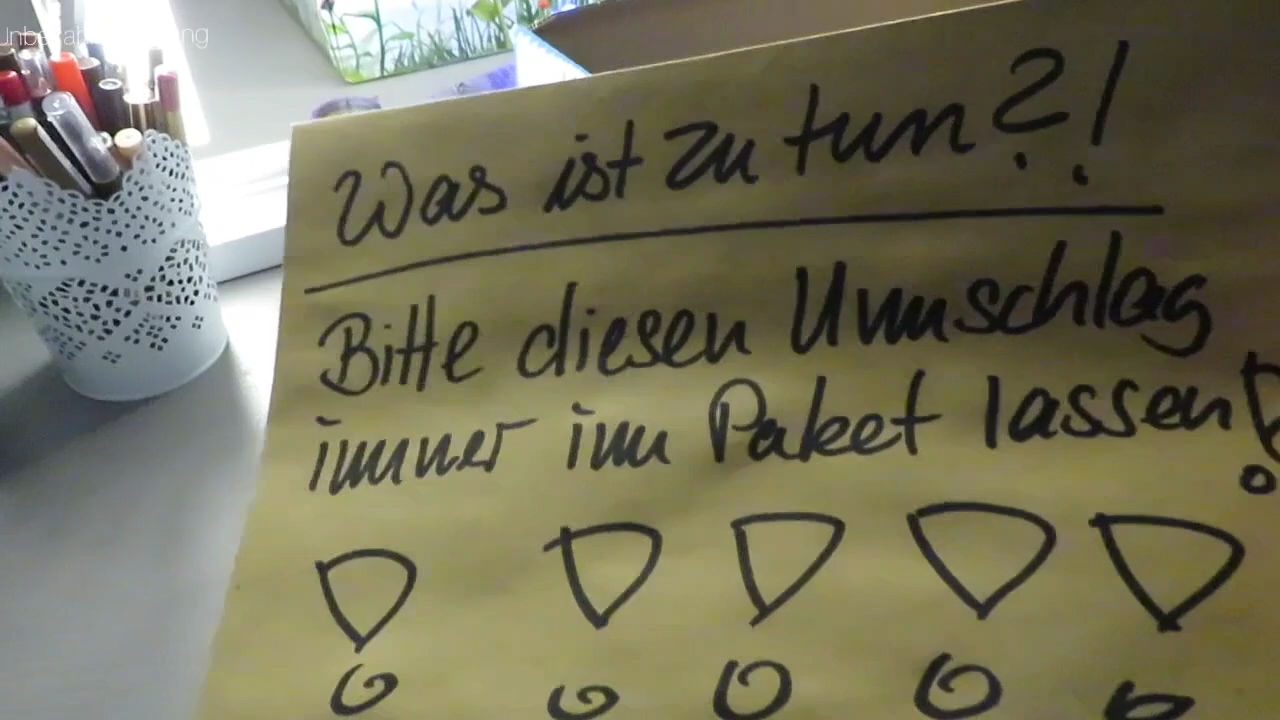 Was ist zu tun?!
Bitte diesen Umschlag
immer im Paket lassen!